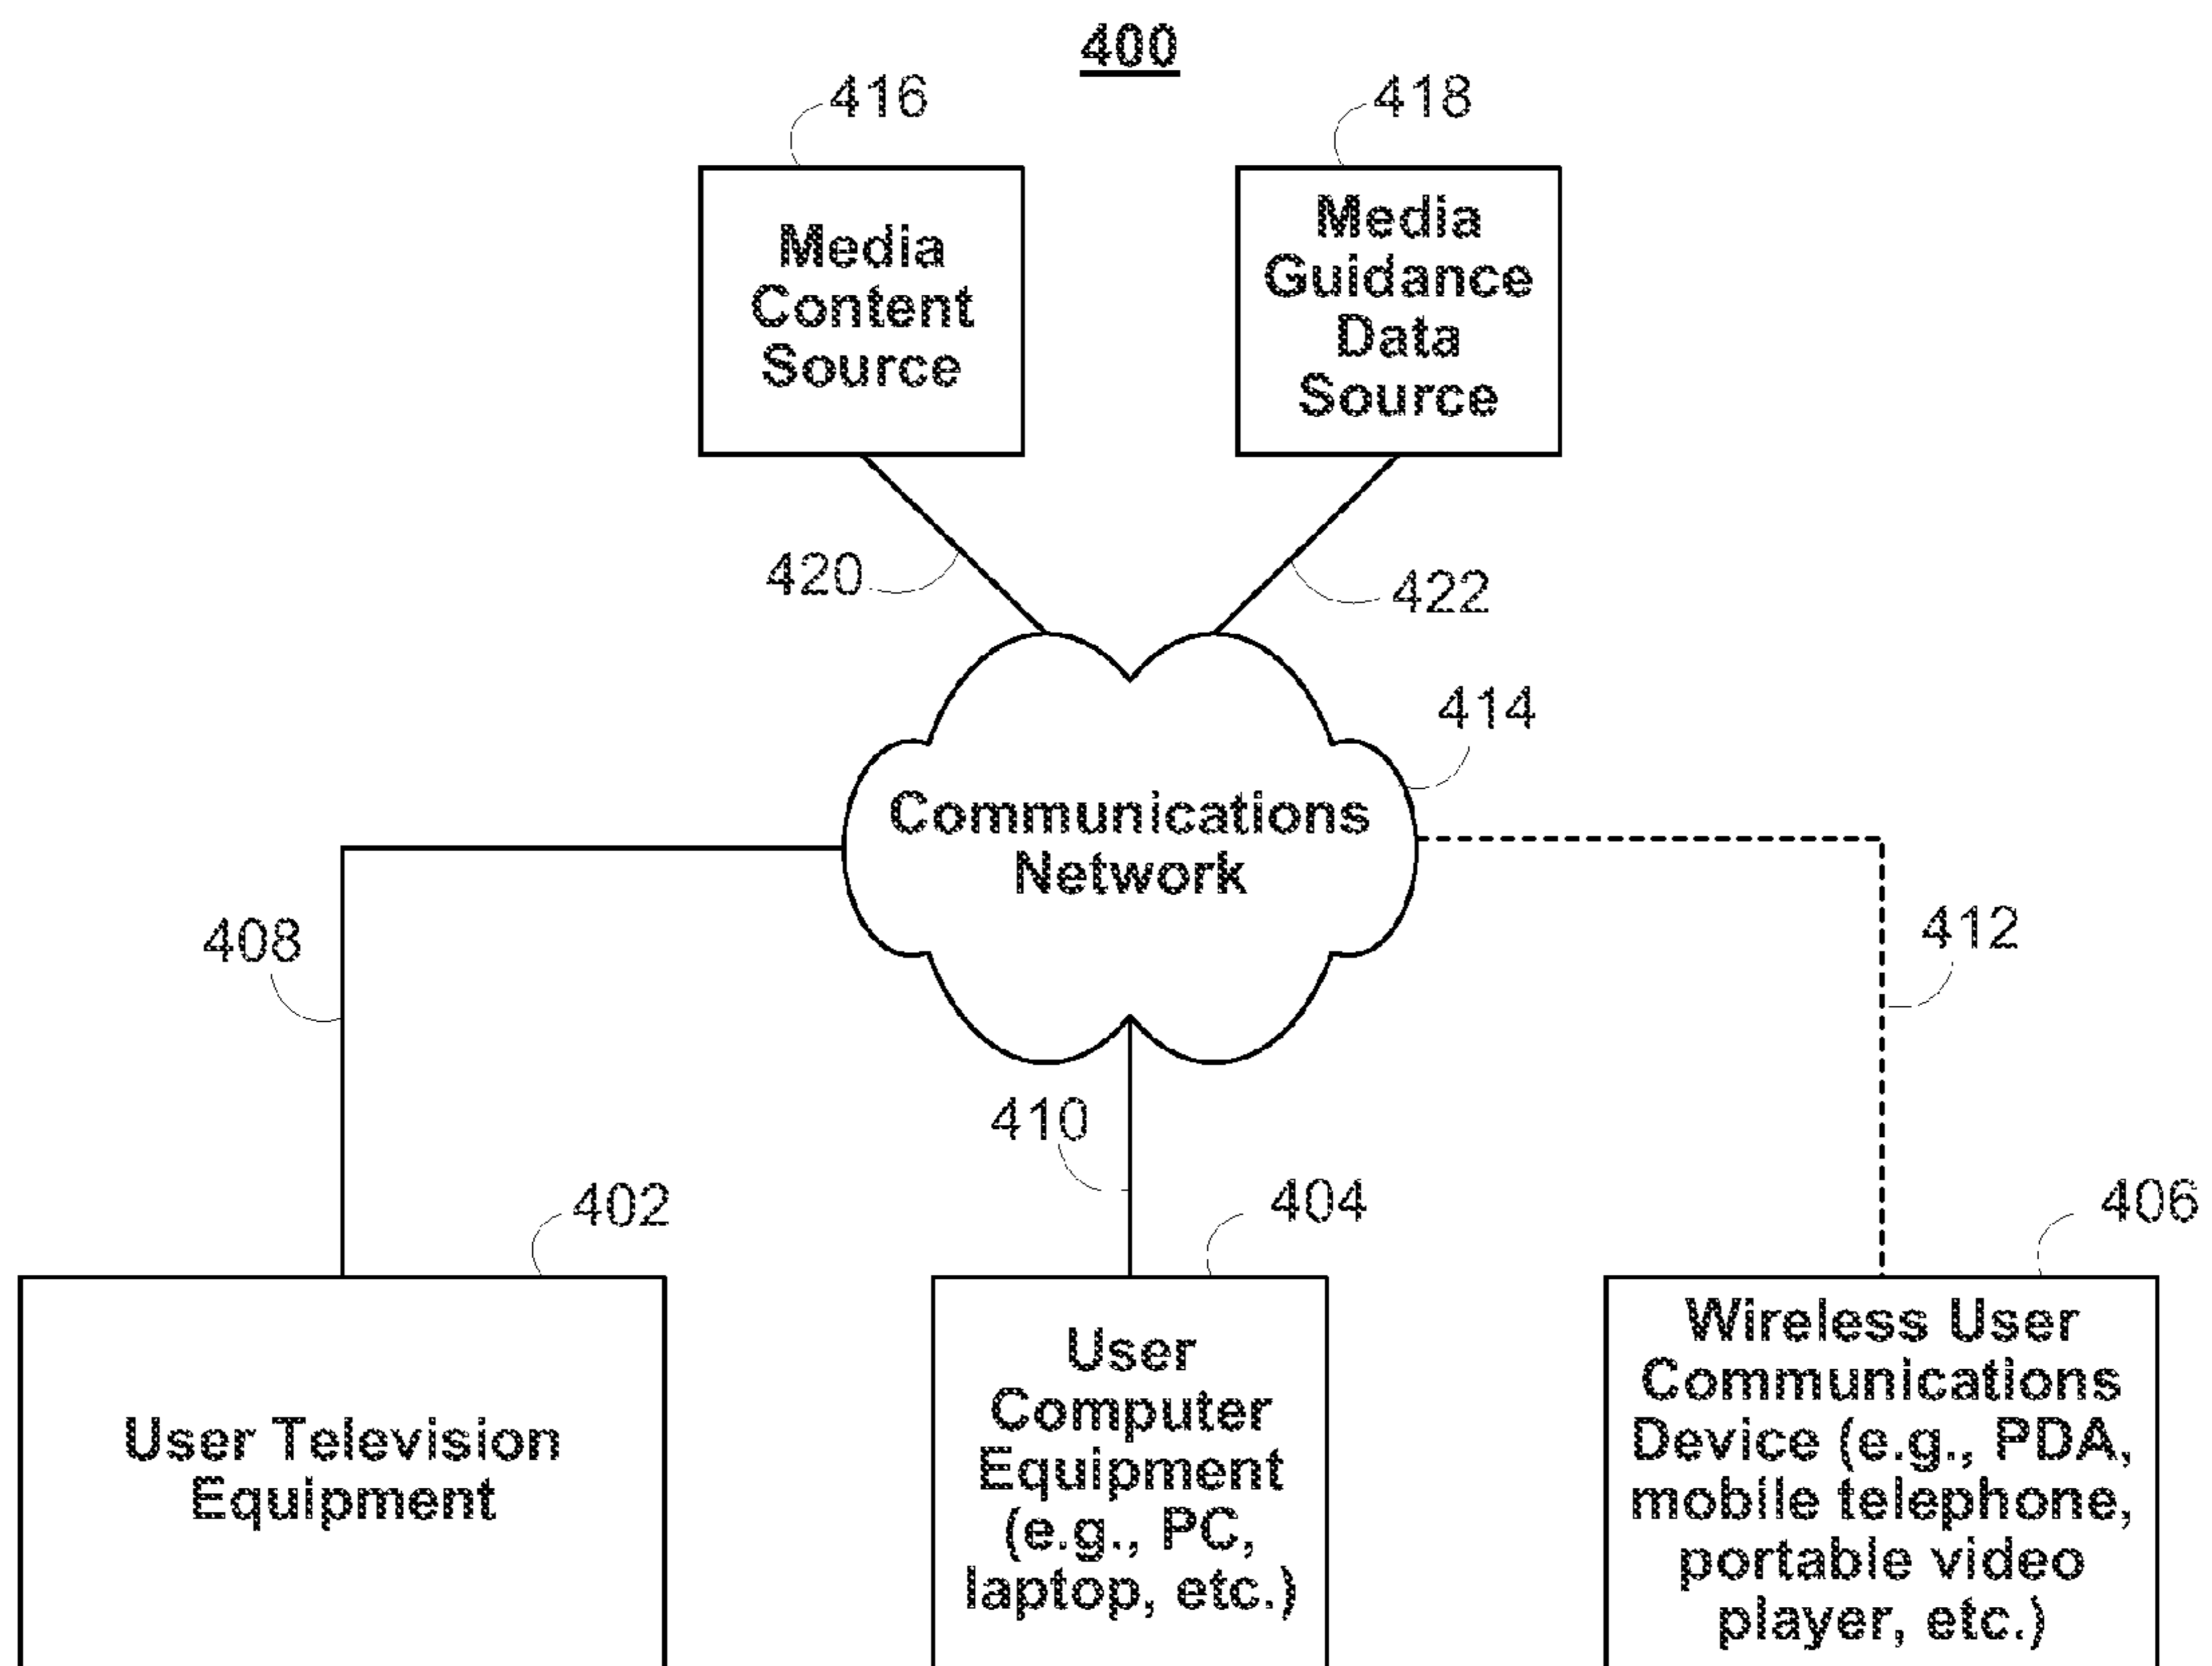 400
416
418
Media
Content
Source
Media
Guidance
Data
Source
420
422
414
Communications
Network
408
412
410
402
404
406
User Television
Equipment
User
Computer
Equipment
(e.g., PC,
laptop, etc.)
Wireless User
Communications
Device (e.g., PDA,
mobile telephone,
portable video
player, etc.)